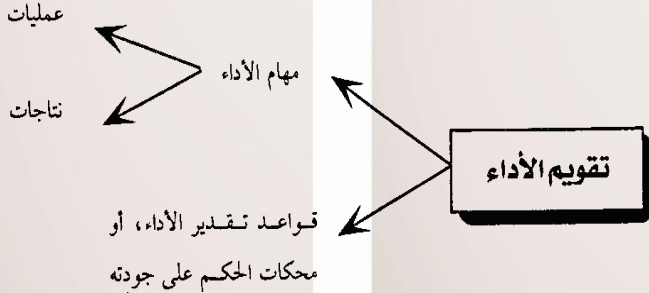 تقويم الأداء
مهام الأداء
عمليات
نتاجات
قواعد تقدير الأداء، أو
محكات الحكم على جودته